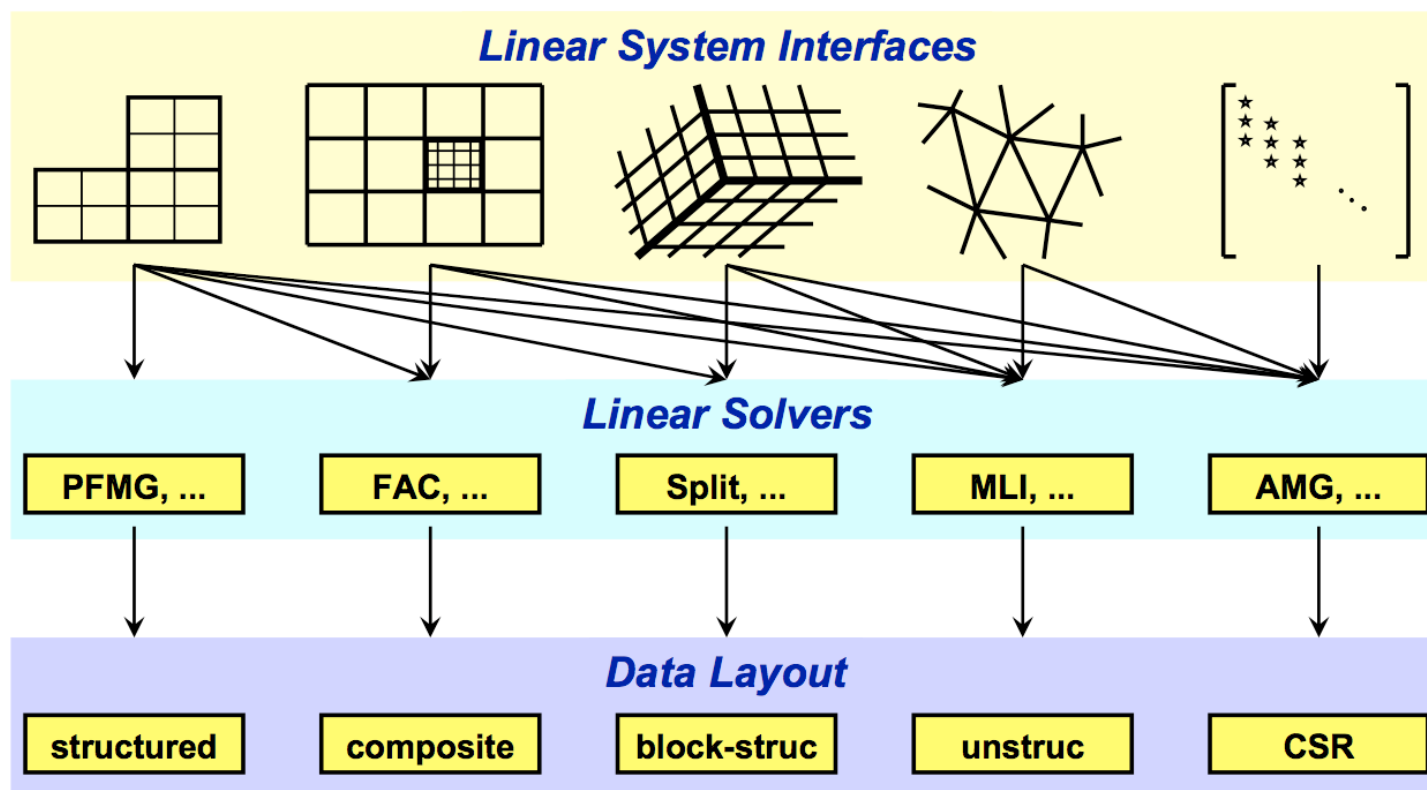 Linear System Interfaces
Linear Solvers
PFMG, ...
FAC, ...
Split, ...
MLI, ...
AMG, ...
Data Layout
structured
composite
block-struc
unstruc
CSR